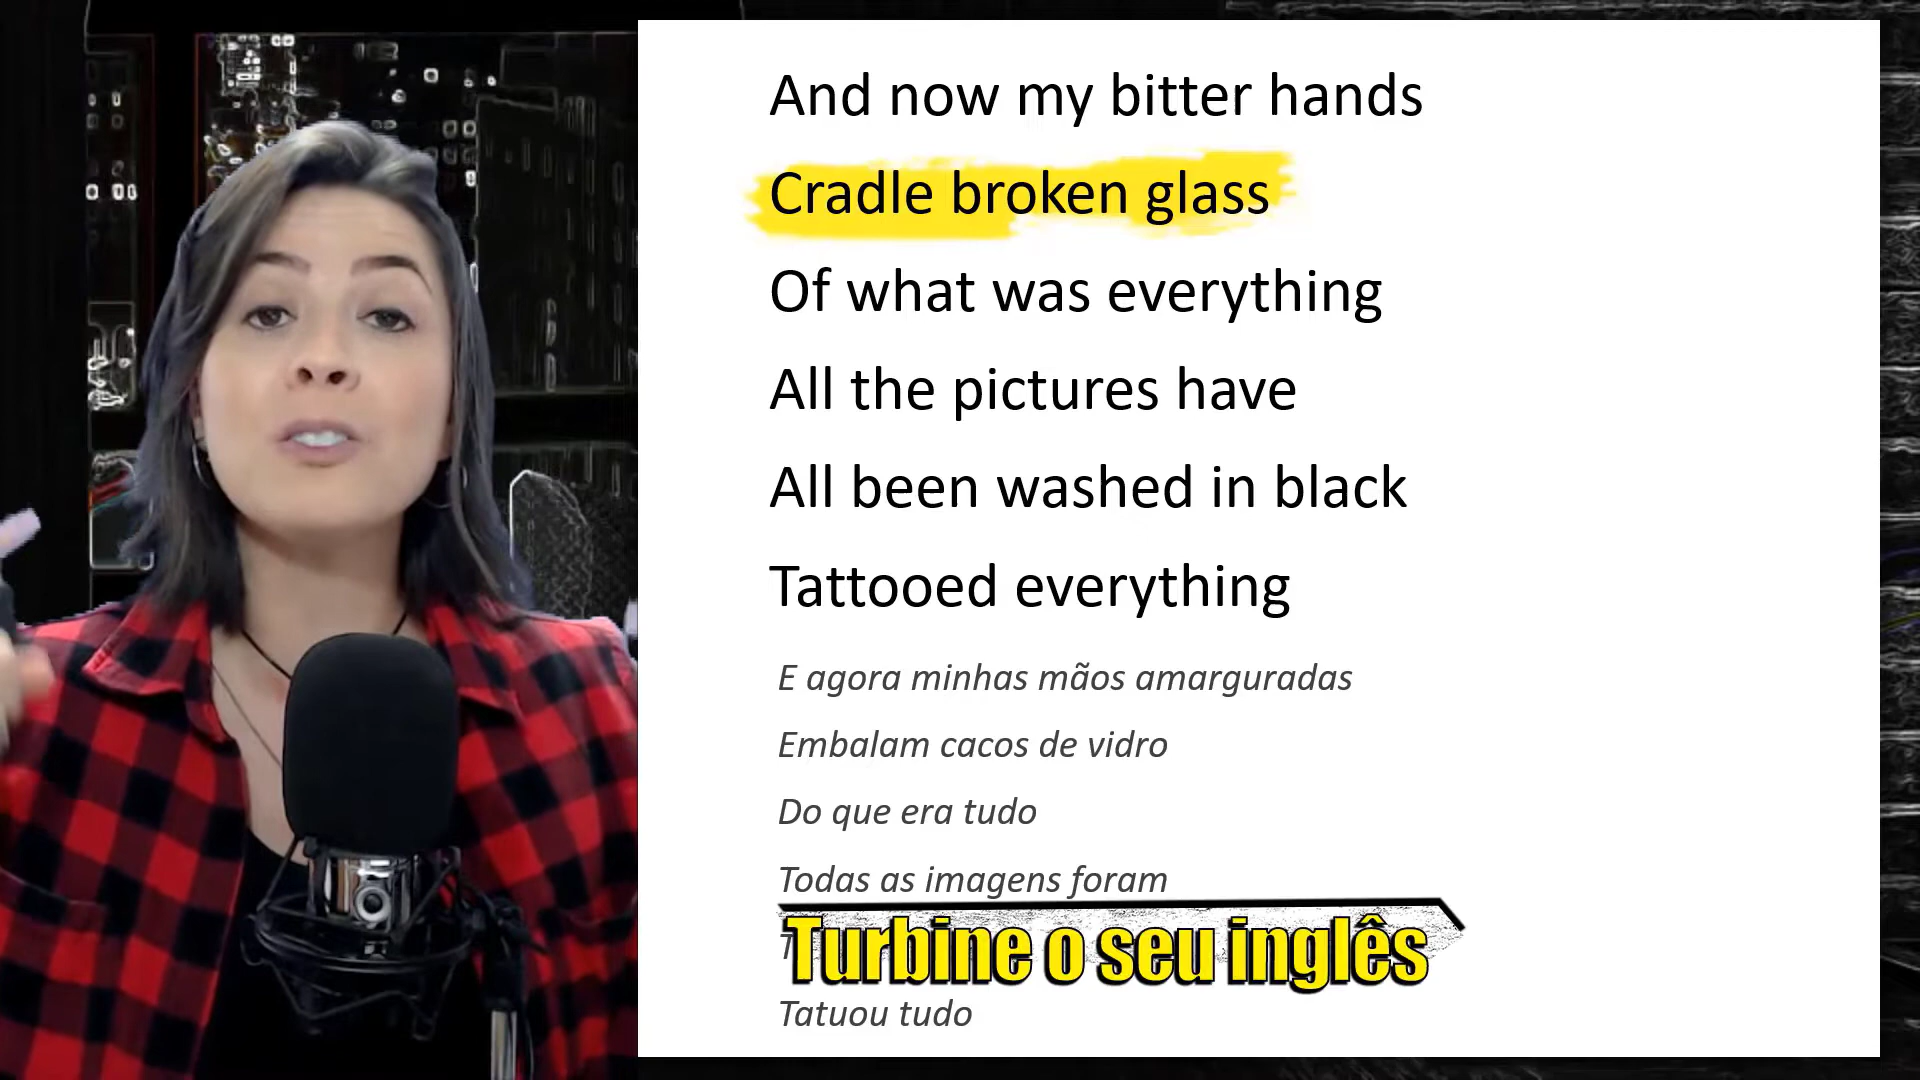 And now my bitter hands
Cradle broken glass
Of what was everything
All the pictures have
All been washed in black
Tattooed everything
E agora minhas mãos amarguradas
Embalam cacos de vidro
Do que era tudo
Todas as imagens foram
Turbine o seu inglês
Tatuou tudo